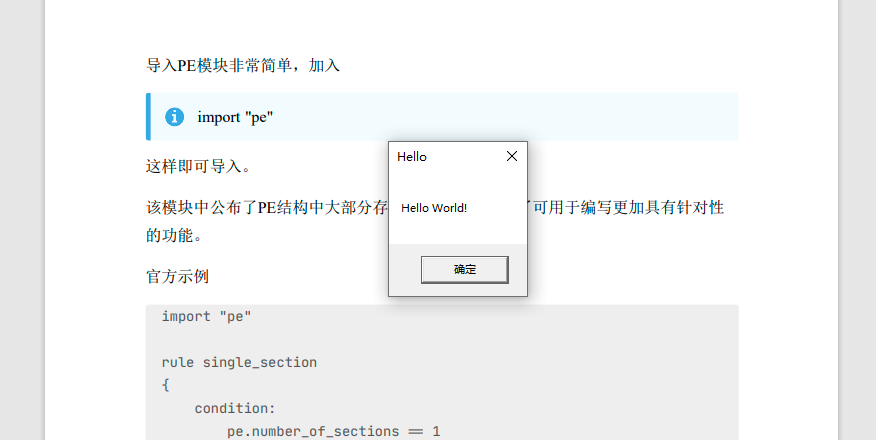 导入PE模块非常简单，加入
import "pe"
这样即可导入。
Hello
Hello World!
确定
该模块中公布了PE结构中大部分存
可用于编写更加具有针对性
的功能。
官方示例
import "pe"
rule single_section
{
condition:
pe.number_of_sections == 1